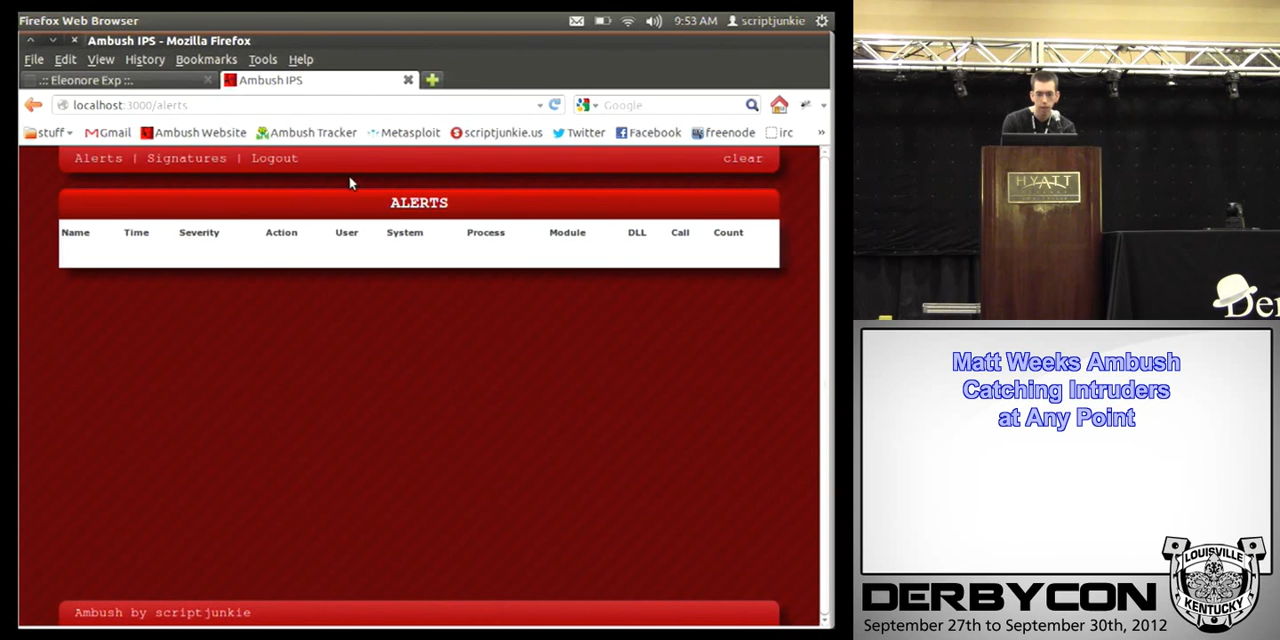 Firefox Web Browser
9:53 AM scriptjunkie
Ambush IPS - Mozilla Firefox
File Edit View History Bookmarks Tools Help
.:: Eleonore Exp ::. Ambush IPS
localhost:3000/alerts Google
stuff GMail Ambush Website Ambush Tracker Metasploit scriptjunkie.us Twitter Facebook freenode irc »
Alerts | Signatures | Logout clear
ALERTS
Name Time Severity Action User System Process Module DLL Call Count
Ambush by scriptjunkie
HYATT
Der
Matt Weeks Ambush
Catching Intruders
at Any Point
LOUISVILLE
KENTUCKY
DERBYCON
September 27th to September 30th, 2012